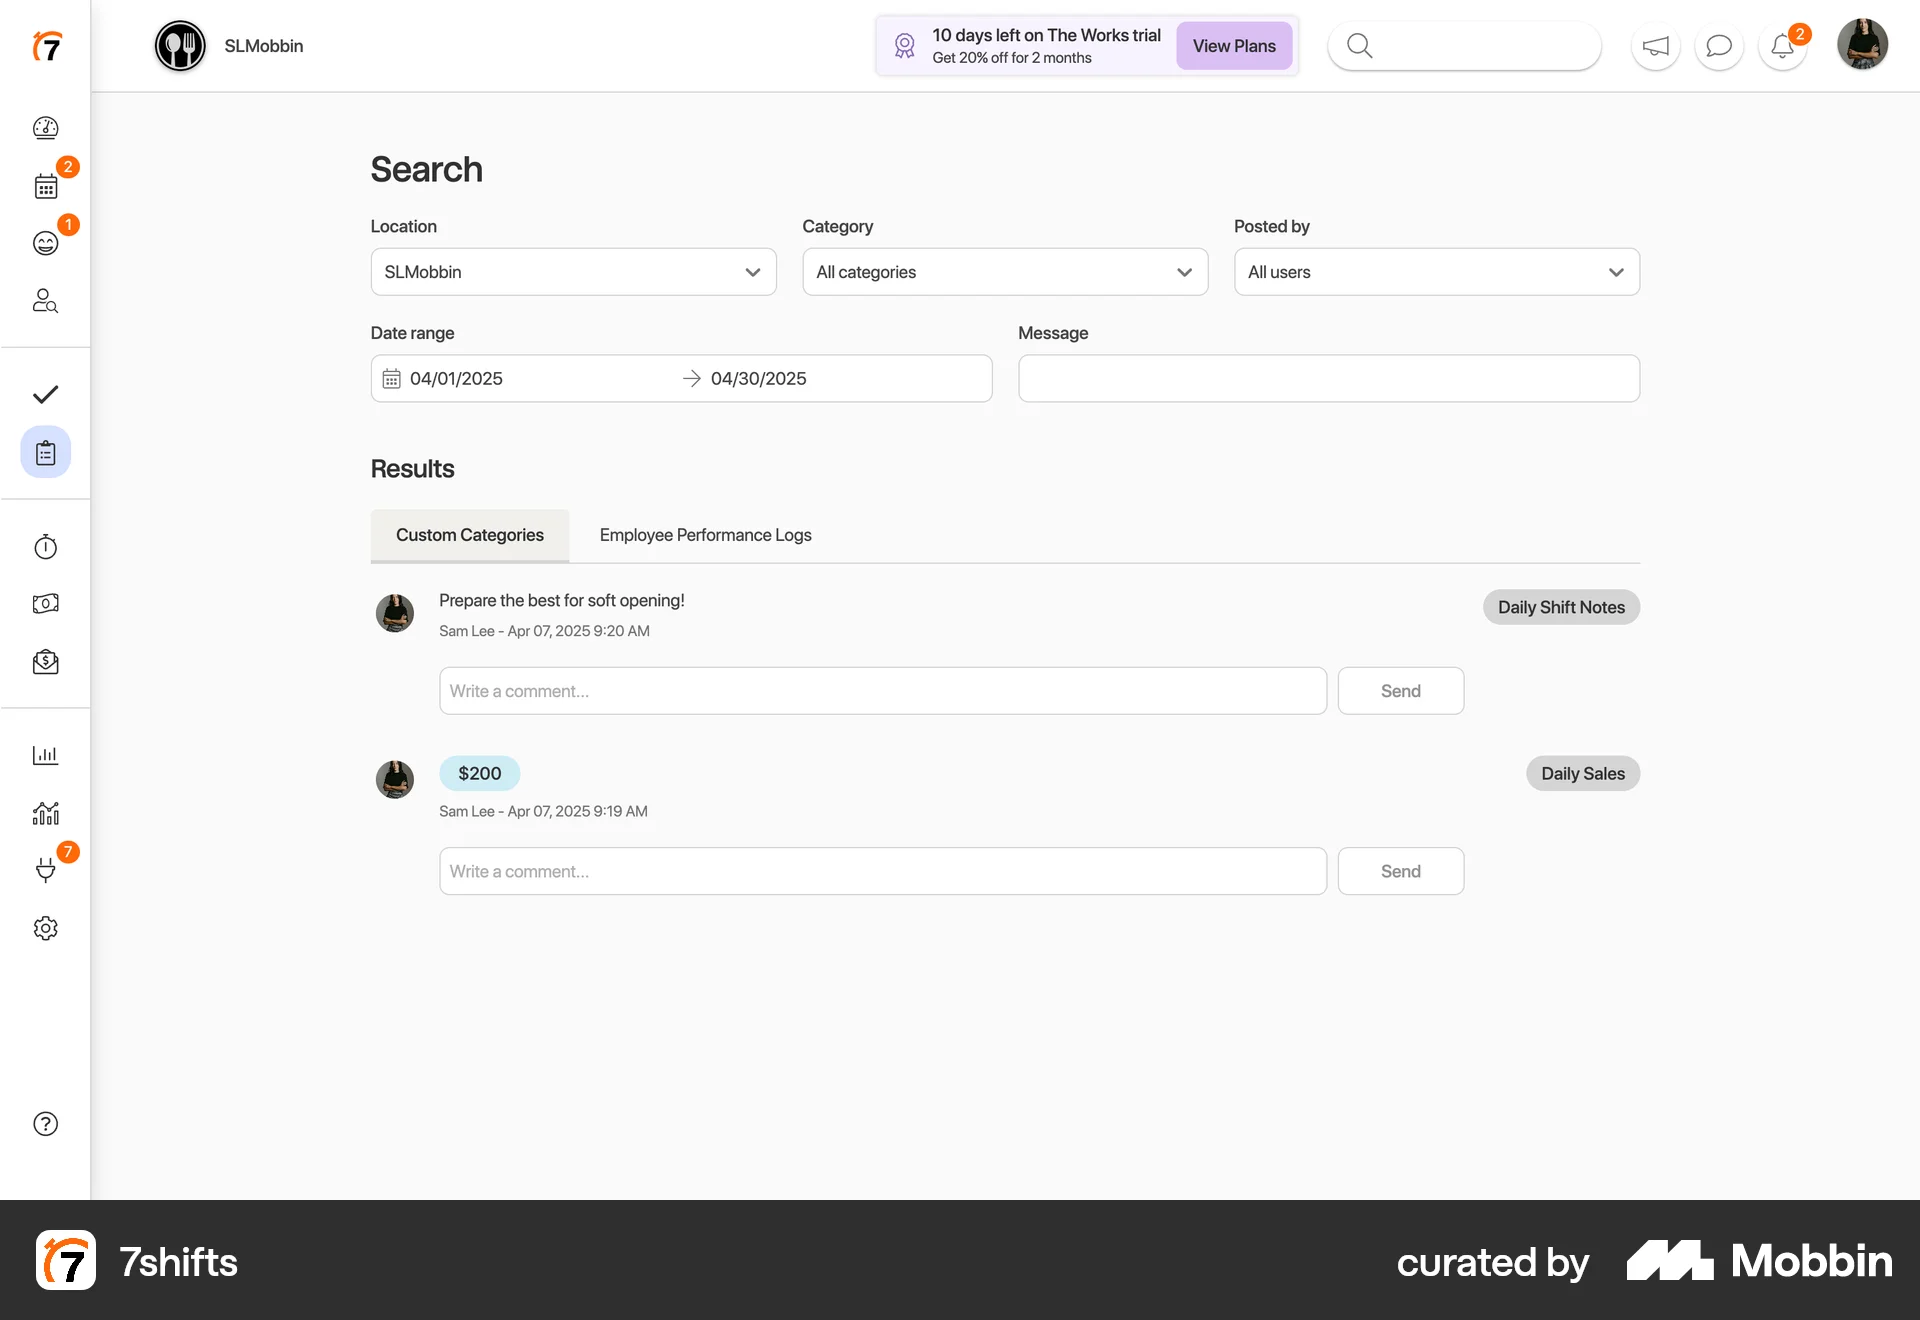 7
SLMobbin
10 days left on The Works trial
Get 20% off for 2 months
View Plans
2
2
1
7
Search
Location
Category
Posted by
SLMobbin
All categories
All users
Date range
Message
04/01/2025
04/30/2025
Results
Custom Categories
Employee Performance Logs
Prepare the best for soft opening!
Sam Lee - Apr 07, 2025 9:20 AM
Daily Shift Notes
Write a comment...
Send
$200
Sam Lee - Apr 07, 2025 9:19 AM
Daily Sales
Write a comment...
Send
7
7shifts
curated by
Mobbin